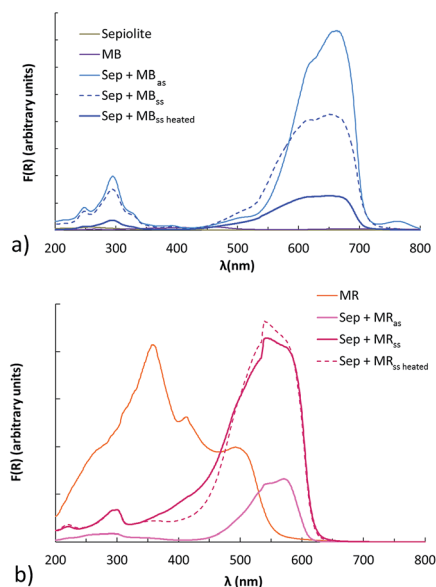 Sepiolite
MB
Sep + MBas
Sep + MBss
Sep + MBss heated
F(R) (arbitrary units)
200 300 400 500 600 700 800
λ(nm)
a)
MR
Sep + MRas
Sep + MRss
Sep + MRss heated
F(R) (arbitrary units)
200 300 400 500 600 700 800
λ (nm)
b)